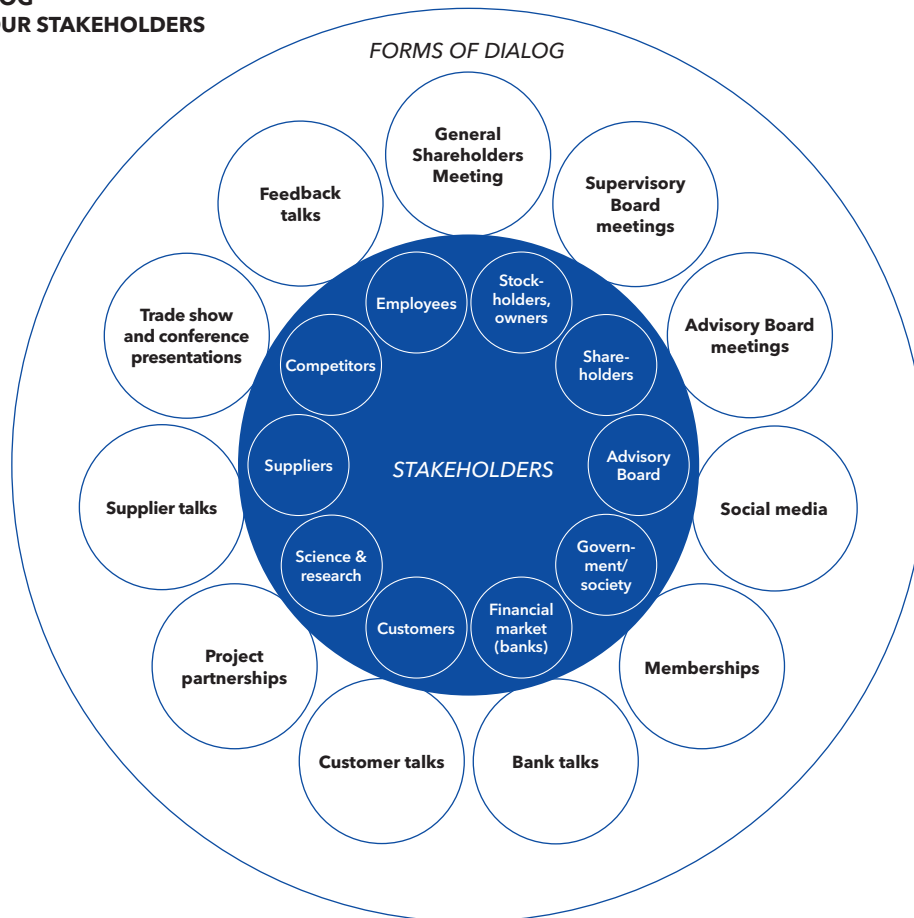 OUR STAKEHOLDERS
FORMS OF DIALOG
General
Shareholders
Meeting
Supervisory
Board
meetings
Advisory Board
meetings
Social media
Memberships
Bank talks
Customer talks
Project
partnerships
Supplier talks
Trade show
and conference
presentations
Feedback
talks
STAKEHOLDERS
Stock-
holders,
owners
Share-
holders
Advisory
Board
Govern-
ment/
society
Financial
market
(banks)
Customers
Science &
research
Suppliers
Competitors
Employees